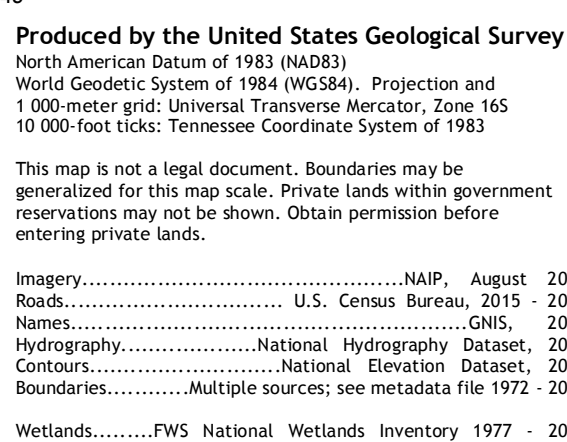 Produced by the United States Geological Survey
North American Datum of 1983 (NAD83)
World Geodetic System of 1984 (WGS84). Projection and
1 000-meter grid: Universal Transverse Mercator, Zone 16S
10 000-foot ticks: Tennessee Coordinate System of 1983
This map is not a legal document. Boundaries may be
generalized for this map scale. Private lands within government
reservations may not be shown. Obtain permission before
entering private lands.
Imagery...............................................NAIP, August 20
Roads................................ U.S. Census Bureau, 2015 - 20
Names..........................................................GNIS, 20
Hydrography....................National Hydrography Dataset, 20
Contours............................National Elevation Dataset, 20
Boundaries............Multiple sources; see metadata file 1972 - 20
Wetlands.........FWS National Wetlands Inventory 1977 - 20